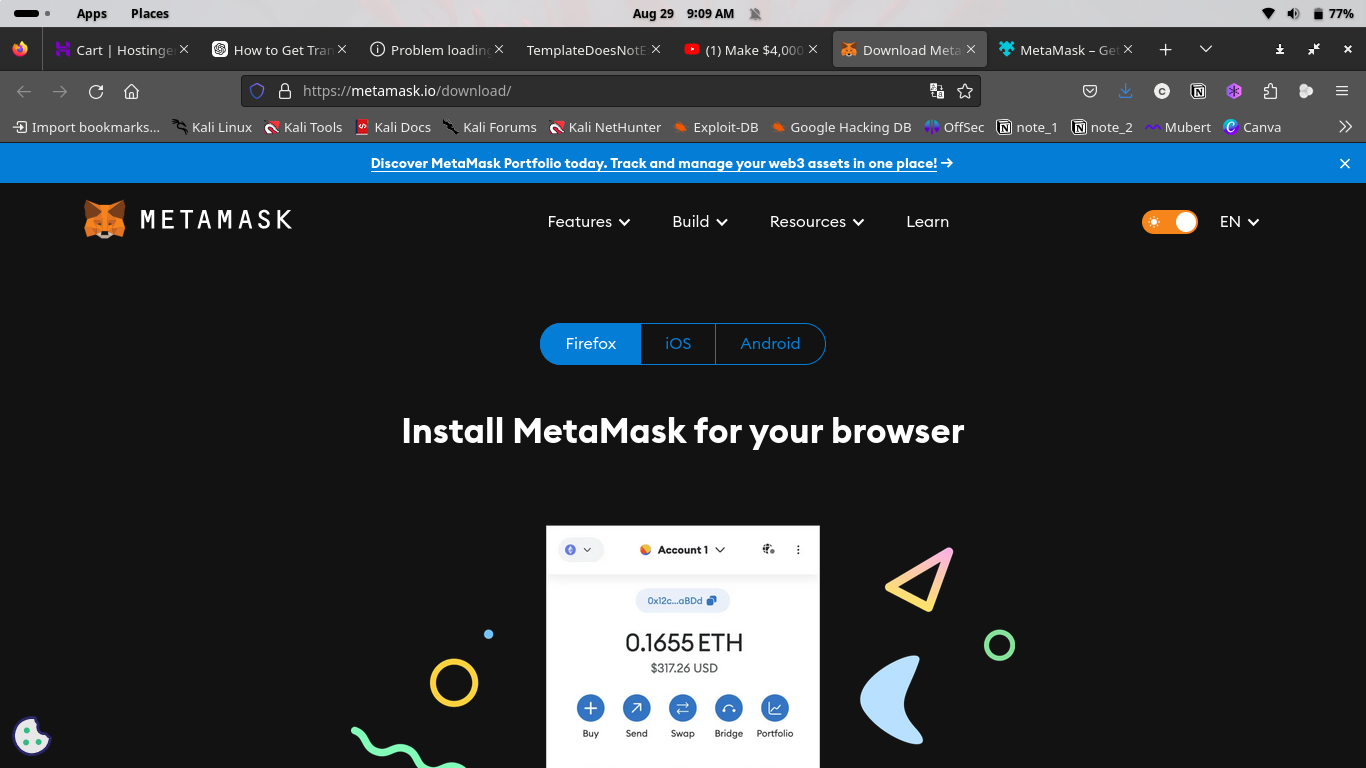 Apps Places Aug 29 9:09 AM 77%
Cart | Hostinge How to Get Tran Problem loading TemplateDoesNotE (1) Make $4,000 Download Meta MetaMask – Get
https://metamask.io/download/
Import bookmarks... Kali Linux Kali Tools Kali Docs Kali Forums Kali NetHunter Exploit-DB Google Hacking DB OffSec note_1 note_2 Mubert Canva
Discover MetaMask Portfolio today. Track and manage your web3 assets in one place!
METAMASK Features Build Resources Learn EN
Firefox iOS Android
Install MetaMask for your browser
Account 1
0x12c...aBDd
0.1655 ETH
$317.26 USD
Buy Send Swap Bridge Portfolio